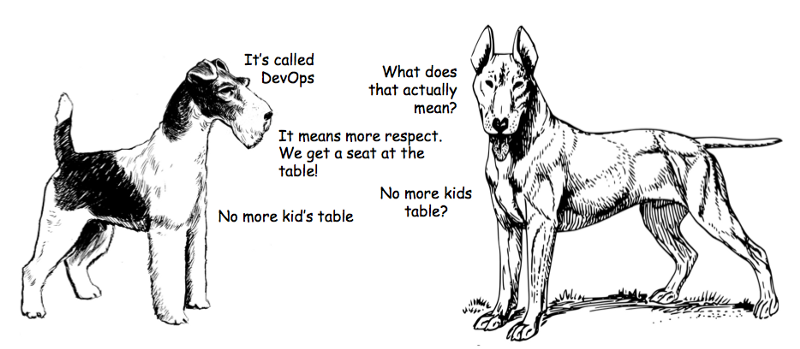 It's called
DevOps
What does
that actually
mean?
It means more respect.
We get a seat at the
table!
No more kids
table?
No more kid's table